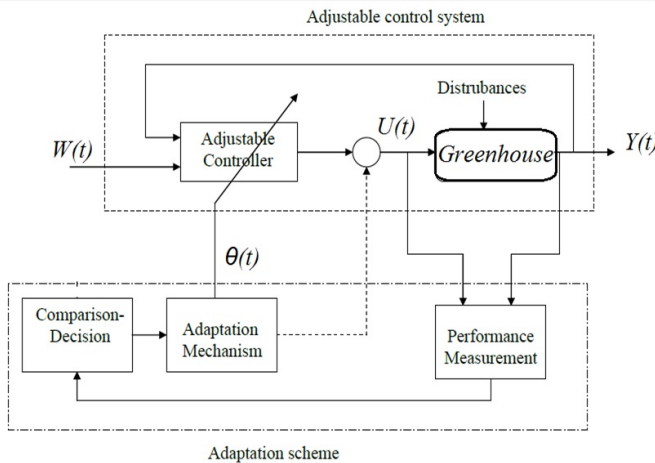 Adjustable control system
Distrubances
U(t)
Y(t)
W(t)
Adjustable
Controller
Greenhouse
θ(t)
Comparison-
Decision
Adaptation
Mechanism
Performance
Measurement
Adaptation scheme